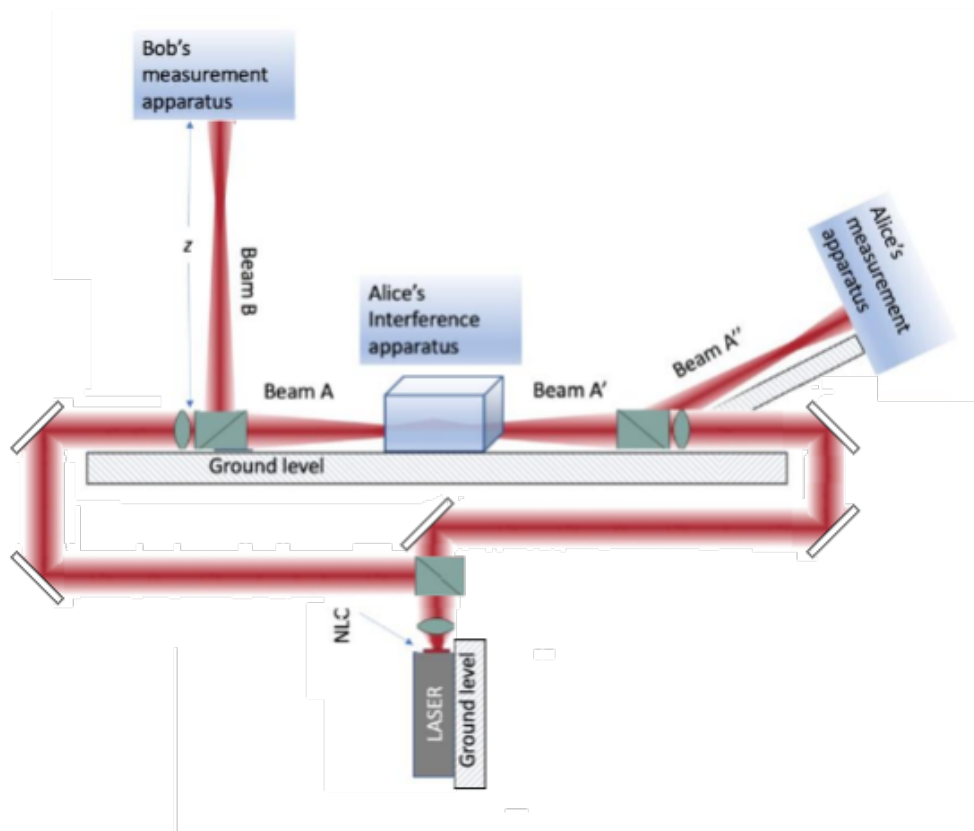 Bob's
measurement
apparatus
z
Beam B
Alice's
Interference
apparatus
Alice's
measurement
apparatus
Beam A
Beam A'
Beam A''
Ground level
NLC
LASER
Ground level